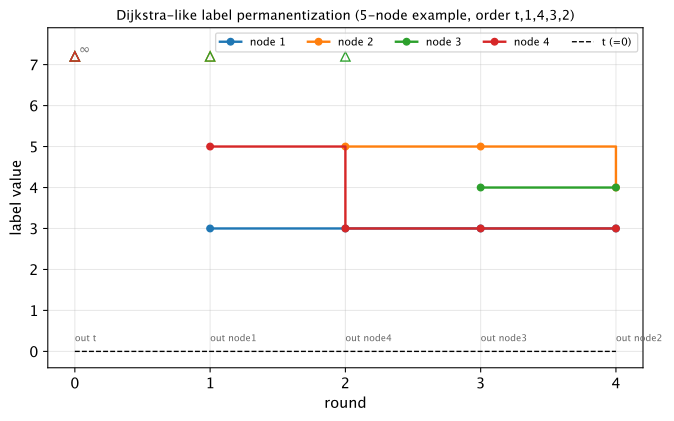 Dijkstra-like label permanentization (5-node example, order t,1,4,3,2)
∞
node 1
node 2
node 3
node 4
t (=0)
7
6
5
4
3
2
1
0
label value
out t
out node1
out node4
out node3
out node2
0
1
2
3
4
round